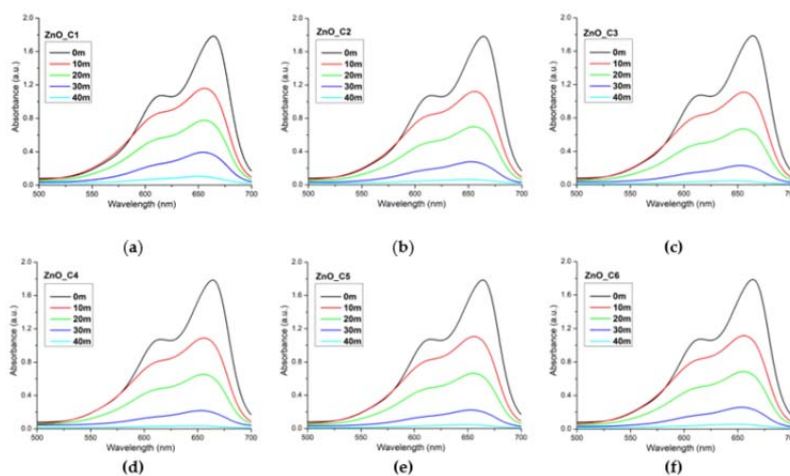 ZnO_C1
0m
10m
20m
30m
40m
Absorbance (a.u.)
2.0
1.6
1.2
0.8
0.4
0.0
500 550 600 650 700
Wavelength (nm)
(a)
ZnO_C2
0m
10m
20m
30m
40m
Absorbance (a.u.)
2.0
1.6
1.2
0.8
0.4
0.0
500 550 600 650 700
Wavelength (nm)
(b)
ZnO_C3
0m
10m
20m
30m
40m
Absorbance (a.u.)
2.0
1.6
1.2
0.8
0.4
0.0
500 550 600 650 700
Wavelength (nm)
(c)
ZnO_C4
0m
10m
20m
30m
40m
Absorbance (a.u.)
2.0
1.6
1.2
0.8
0.4
0.0
500 550 600 650 700
Wavelength (nm)
(d)
ZnO_C5
0m
10m
20m
30m
40m
Absorbance (a.u.)
2.0
1.6
1.2
0.8
0.4
0.0
500 550 600 650 700
Wavelength (nm)
(e)
ZnO_C6
0m
10m
20m
30m
40m
Absorbance (a.u.)
2.0
1.6
1.2
0.8
0.4
0.0
500 550 600 650 700
Wavelength (nm)
(f)